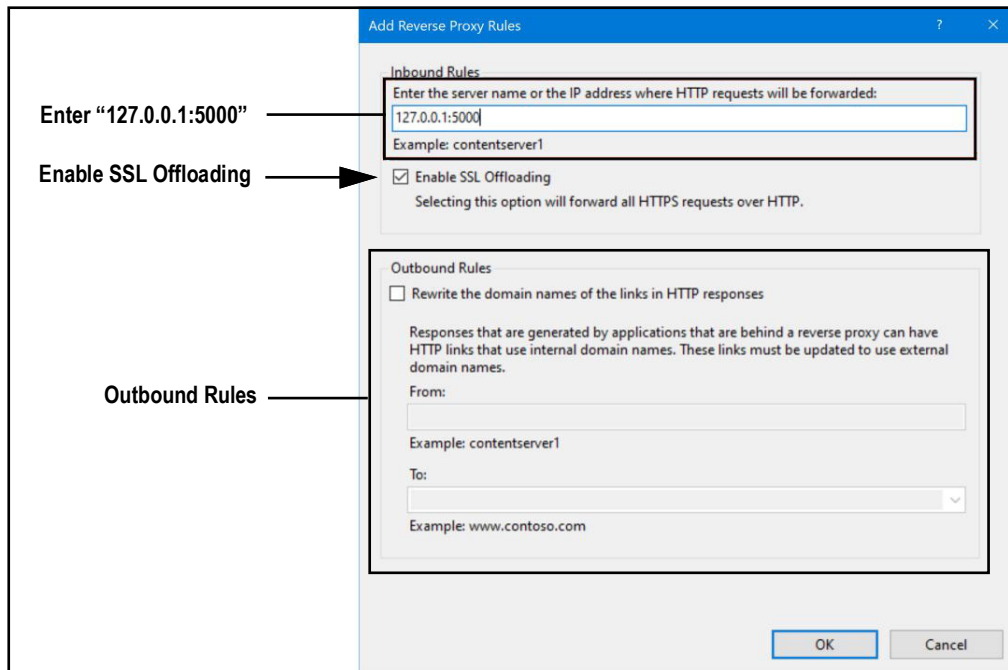 Add Reverse Proxy Rules
? ×
Inbound Rules
Enter the server name or the IP address where HTTP requests will be forwarded:
Enter “127.0.0.1:5000”
127.0.0.1:5000
Example: contentserver1
Enable SSL Offloading
Enable SSL Offloading
Selecting this option will forward all HTTPS requests over HTTP.
Outbound Rules
Rewrite the domain names of the links in HTTP responses
Responses that are generated by applications that are behind a reverse proxy can have
HTTP links that use internal domain names. These links must be updated to use external
domain names.
Outbound Rules
From:
Example: contentserver1
To:
Example: www.contoso.com
OK
Cancel